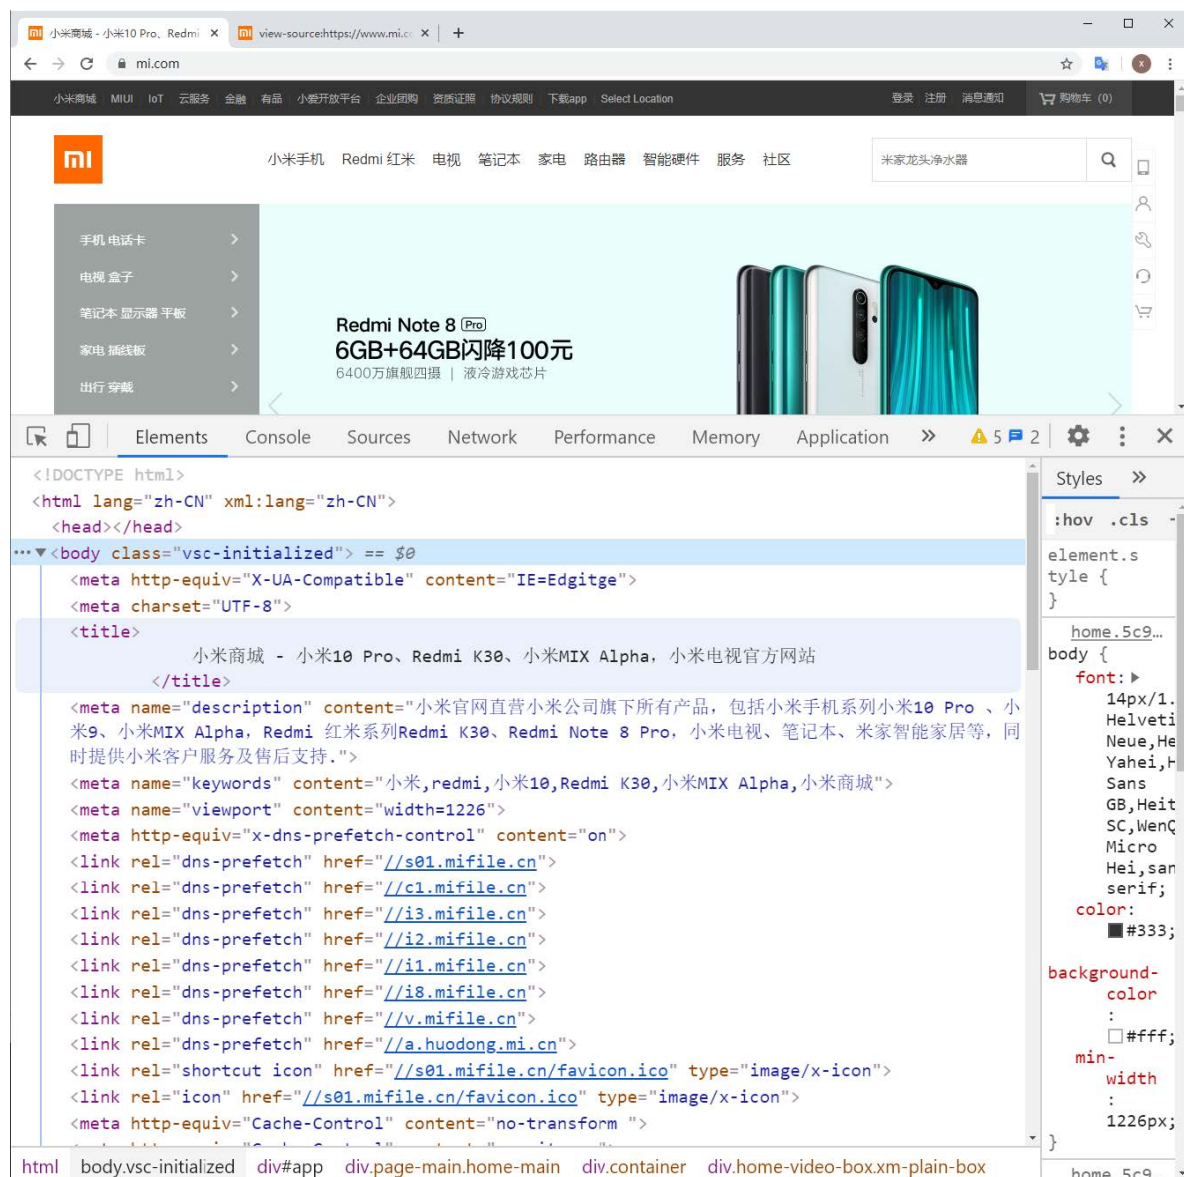 小米商城 - 小米10 Pro、Redmi
view-source:https://www.mi.c
mi.com
小米商城 MIUI IoT 云服务 金融 有品 小爱开放平台 企业团购 资质证照 协议规则 下载app Select Location 登录 注册 消息通知 购物车 (0)
小米手机 Redmi 红米 电视 笔记本 家电 路由器 智能硬件 服务 社区 米家龙头净水器
手机 电话卡
电视 盒子
笔记本 显示器 平板
家电 插线板
出行 穿戴
Redmi Note 8 Pro
6GB+64GB闪降100元
6400万旗舰四摄 | 液冷游戏芯片
Elements Console Sources Network Performance Memory Application » 5 2
<!DOCTYPE html>
<html lang="zh-CN" xml:lang="zh-CN">
<head></head>
<body class="vsc-initialized"> == $0
<meta http-equiv="X-UA-Compatible" content="IE=Edgitge">
<meta charset="UTF-8">
<title>
小米商城 - 小米10 Pro、Redmi K30、小米MIX Alpha，小米电视官方网站
</title>
<meta name="description" content="小米官网直营小米公司旗下所有产品，包括小米手机系列小米10 Pro 、小
米9、小米MIX Alpha，Redmi 红米系列Redmi K30、Redmi Note 8 Pro，小米电视、笔记本、米家智能家居等，同
时提供小米客户服务及售后支持.">
<meta name="keywords" content="小米,redmi,小米10,Redmi K30,小米MIX Alpha,小米商城">
<meta name="viewport" content="width=1226">
<meta http-equiv="x-dns-prefetch-control" content="on">
<link rel="dns-prefetch" href="//s01.mifile.cn">
<link rel="dns-prefetch" href="//c1.mifile.cn">
<link rel="dns-prefetch" href="//i3.mifile.cn">
<link rel="dns-prefetch" href="//i2.mifile.cn">
<link rel="dns-prefetch" href="//i1.mifile.cn">
<link rel="dns-prefetch" href="//i8.mifile.cn">
<link rel="dns-prefetch" href="//v.mifile.cn">
<link rel="dns-prefetch" href="//a.huodong.mi.cn">
<link rel="shortcut icon" href="//s01.mifile.cn/favicon.ico" type="image/x-icon">
<link rel="icon" href="//s01.mifile.cn/favicon.ico" type="image/x-icon">
<meta http-equiv="Cache-Control" content="no-transform ">
html body.vsc-initialized div#app div.page-main.home-main div.container div.home-video-box.xm-plain-box
Styles »
:hov .cls
element.s
tyle {
}
home.5c9…
body {
font:
14px/1.
Helveti
Neue,He
Yahei,H
Sans
GB,Heit
SC,WenQ
Micro
Hei,san
serif;
color:
#333;
background-
color
:
#fff;
min-
width
:
1226px;
}
home.5c9…